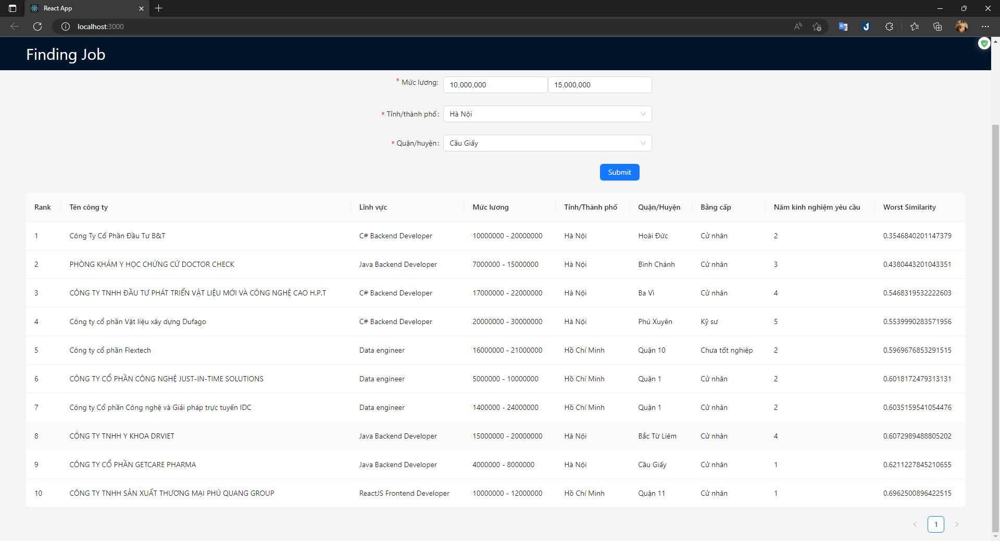 React App
localhost:3000
Finding Job
* Mức lương: 10,000,000 15,000,000
* Tỉnh/thành phố: Hà Nội
* Quận/huyện: Cầu Giấy
Submit
Rank Tên công ty Lĩnh vực Mức lương Tỉnh/Thành phố Quận/Huyện Bằng cấp Năm kinh nghiệm yêu cầu Worst Similarity
1 Công Ty Cổ Phần Đầu Tư B&T C# Backend Developer 10000000 - 20000000 Hà Nội Hoài Đức Cử nhân 2 0.3546840201147379
2 PHÒNG KHÁM Y HỌC CHỨNG CỨ DOCTOR CHECK Java Backend Developer 7000000 - 15000000 Hà Nội Bình Chánh Cử nhân 3 0.4380443201043351
3 CÔNG TY TNHH ĐẦU TƯ PHÁT TRIỂN VẬT LIỆU MỚI VÀ CÔNG NGHỆ CAO H.P.T C# Backend Developer 17000000 - 22000000 Hà Nội Ba Vì Cử nhân 4 0.5468319532222603
4 Công ty cổ phần Vật liệu xây dựng Dufago C# Backend Developer 20000000 - 30000000 Hà Nội Phú Xuyên Kỹ sư 5 0.5539990283571956
5 Công ty cổ phần Flextech Data engineer 16000000 - 21000000 Hồ Chí Minh Quận 10 Chưa tốt nghiệp 2 0.5969676853291515
6 CÔNG TY CỔ PHẦN CÔNG NGHỆ JUST-IN-TIME SOLUTIONS Data engineer 5000000 - 10000000 Hồ Chí Minh Quận 1 Cử nhân 2 0.6018172479313131
7 Công ty Cổ phần Công nghệ và Giải pháp trực tuyến IDC Data engineer 1400000 - 24000000 Hồ Chí Minh Quận 1 Cử nhân 2 0.6035159541054476
8 CÔNG TY TNHH Y KHOA DRVIET Java Backend Developer 15000000 - 20000000 Hà Nội Bắc Từ Liêm Cử nhân 4 0.6072989488805202
9 CÔNG TY CỔ PHẦN GETCARE PHARMA Java Backend Developer 4000000 - 8000000 Hà Nội Cầu Giấy Cử nhân 1 0.6211227845210655
10 CÔNG TY TNHH SẢN XUẤT THƯƠNG MẠI PHÚ QUANG GROUP ReactJS Frontend Developer 10000000 - 12000000 Hồ Chí Minh Quận 11 Cử nhân 1 0.6962500896422515
< 1 >